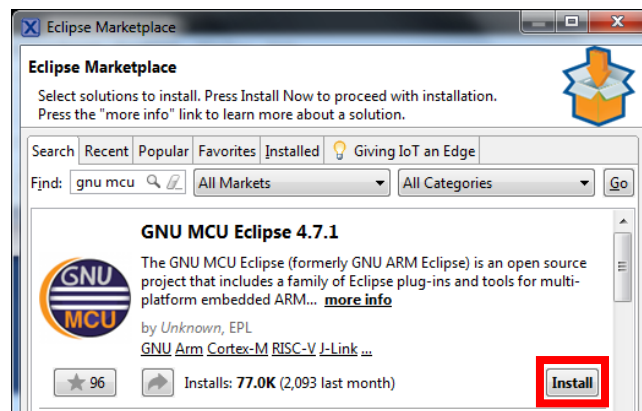 Eclipse Marketplace
Eclipse Marketplace
Select solutions to install. Press Install Now to proceed with installation.
Press the "more info" link to learn more about a solution.
Search Recent Popular Favorites Installed Giving IoT an Edge
Find: gnu mcu All Markets All Categories Go
GNU MCU Eclipse 4.7.1
The GNU MCU Eclipse (formerly GNU ARM Eclipse) is an open source
project that includes a family of Eclipse plug-ins and tools for multi-
platform embedded ARM... more info
GNU
MCU
by Unknown, EPL
GNU Arm Cortex-M RISC-V J-Link ...
96 Installs: 77.0K (2,093 last month) Install